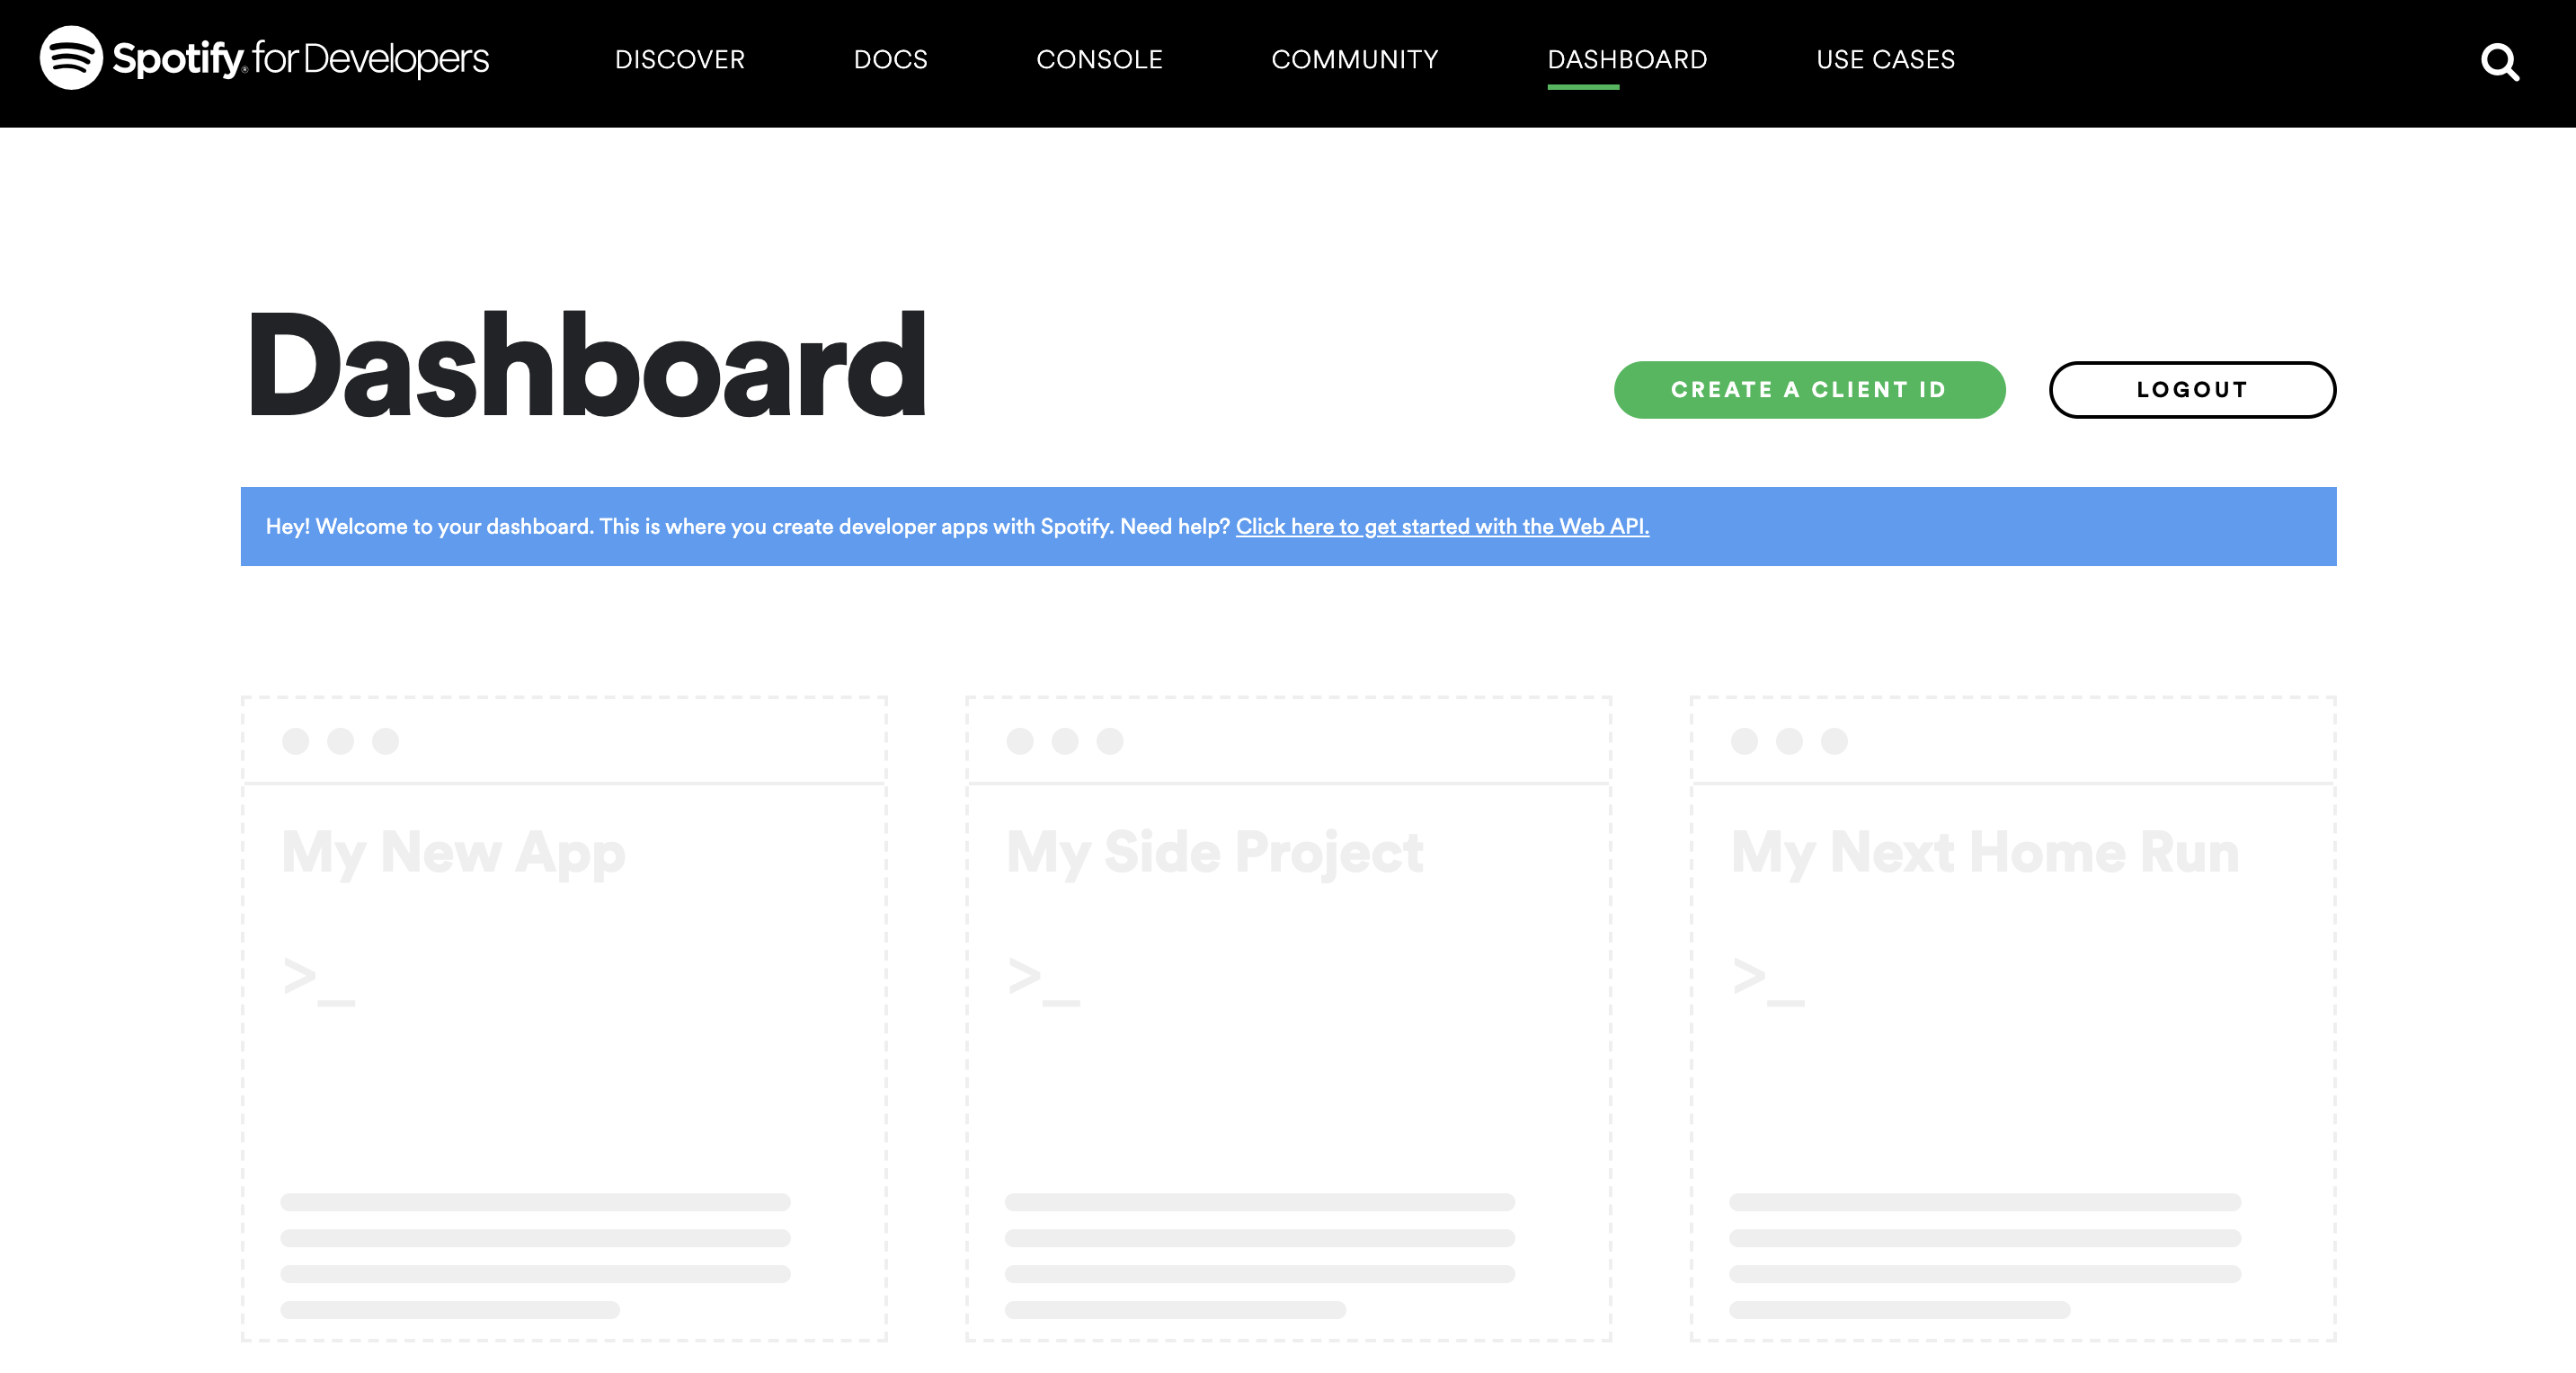 Spotify® for Developers DISCOVER DOCS CONSOLE COMMUNITY DASHBOARD USE CASES
Dashboard
CREATE A CLIENT ID LOGOUT
Hey! Welcome to your dashboard. This is where you create developer apps with Spotify. Need help? Click here to get started with the Web API.
My New App My Side Project My Next Home Run
>_ >_ >_